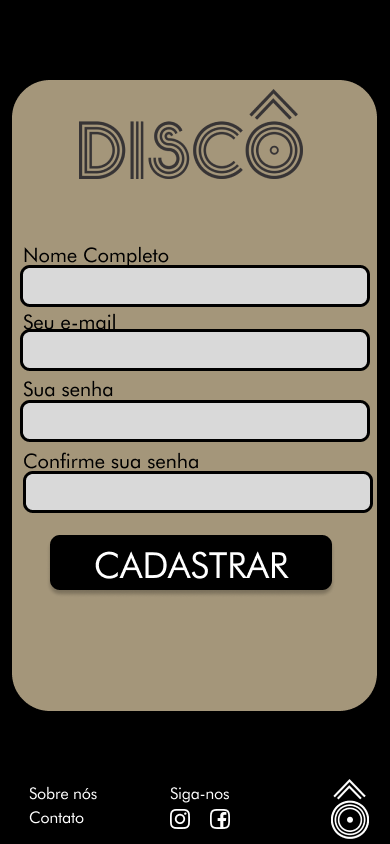 DISCÔ
Nome Completo
Seu e-mail
Sua senha
Confirme sua senha
CADASTRAR
Sobre nós
Siga-nos
Contato